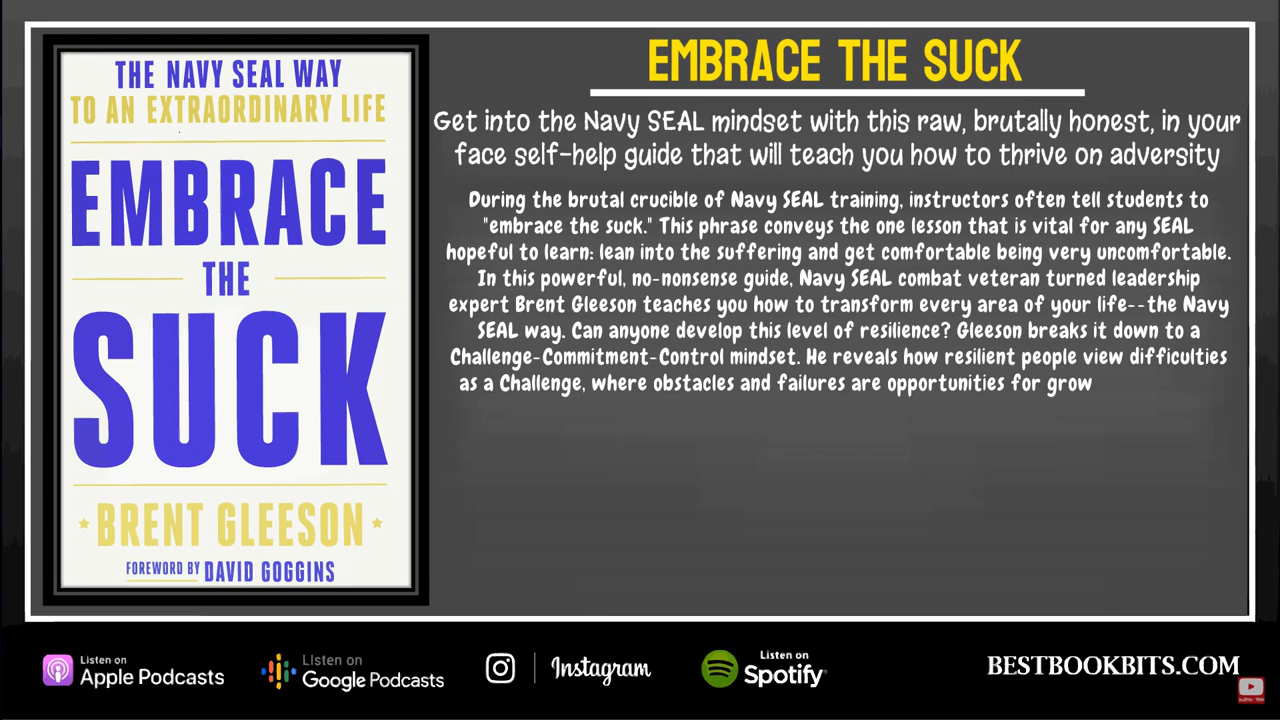 THE NAVY SEAL WAY
TO AN EXTRAORDINARY LIFE
EMBRACE
THE
SUCK
BRENT GLEESON
FOREWORD BY DAVID GOGGINS
EMBRACE THE SUCK
Get into the Navy SEAL mindset with this raw, brutally honest, in your
face self-help guide that will teach you how to thrive on adversity
During the brutal crucible of Navy SEAL training, instructors often tell students to
"embrace the suck." This phrase conveys the one lesson that is vital for any SEAL
hopeful to learn: lean into the suffering and get comfortable being very uncomfortable.
In this powerful, no-nonsense guide, Navy SEAL combat veteran turned leadership
expert Brent Gleeson teaches you how to transform every area of your life--the Navy
SEAL way. Can anyone develop this level of resilience? Gleeson breaks it down to a
Challenge-Commitment-Control mindset. He reveals how resilient people view difficulties
as a Challenge, where obstacles and failures are opportunities for grow
Listen on
Apple Podcasts
Listen on
Google Podcasts
Instagram
Listen on
Spotify
BESTBOOKBITS.COM